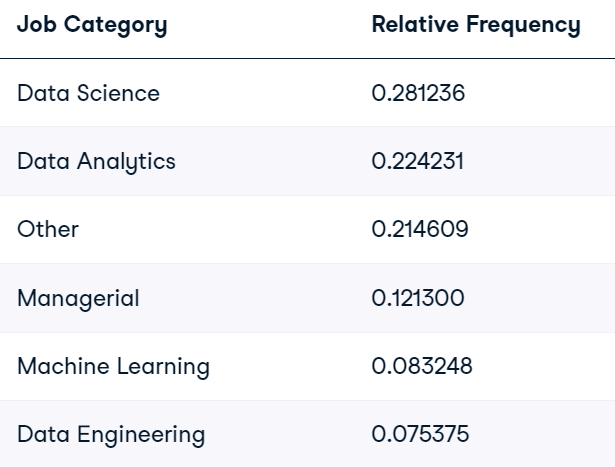 Job Category Relative Frequency
Data Science 0.281236
Data Analytics 0.224231
Other 0.214609
Managerial 0.121300
Machine Learning 0.083248
Data Engineering 0.075375